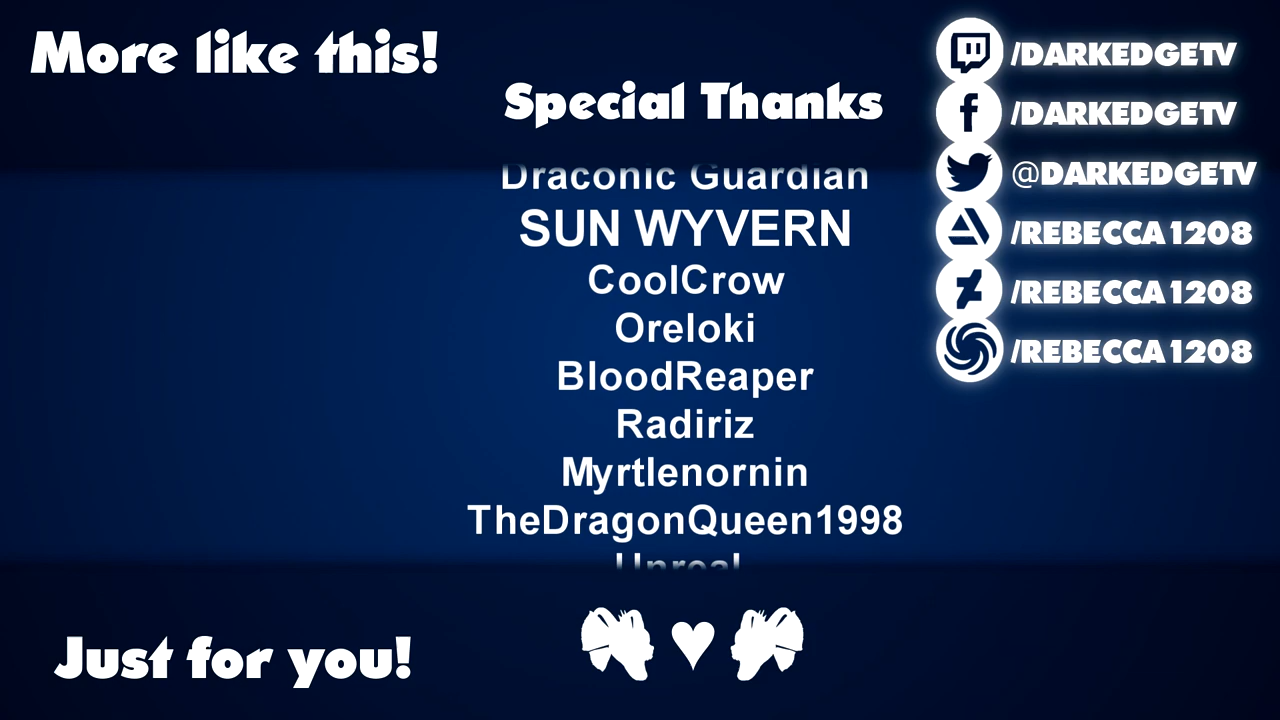 More like this!
Special Thanks
Draconic Guardian
SUN WYVERN
CoolCrow
Oreloki
BloodReaper
Radiriz
Myrtlenornin
TheDragonQueen1998
Unreal
/DARKEDGETV
/DARKEDGETV
@DARKEDGETV
/REBECCA1208
/REBECCA1208
/REBECCA1208
Just for you!